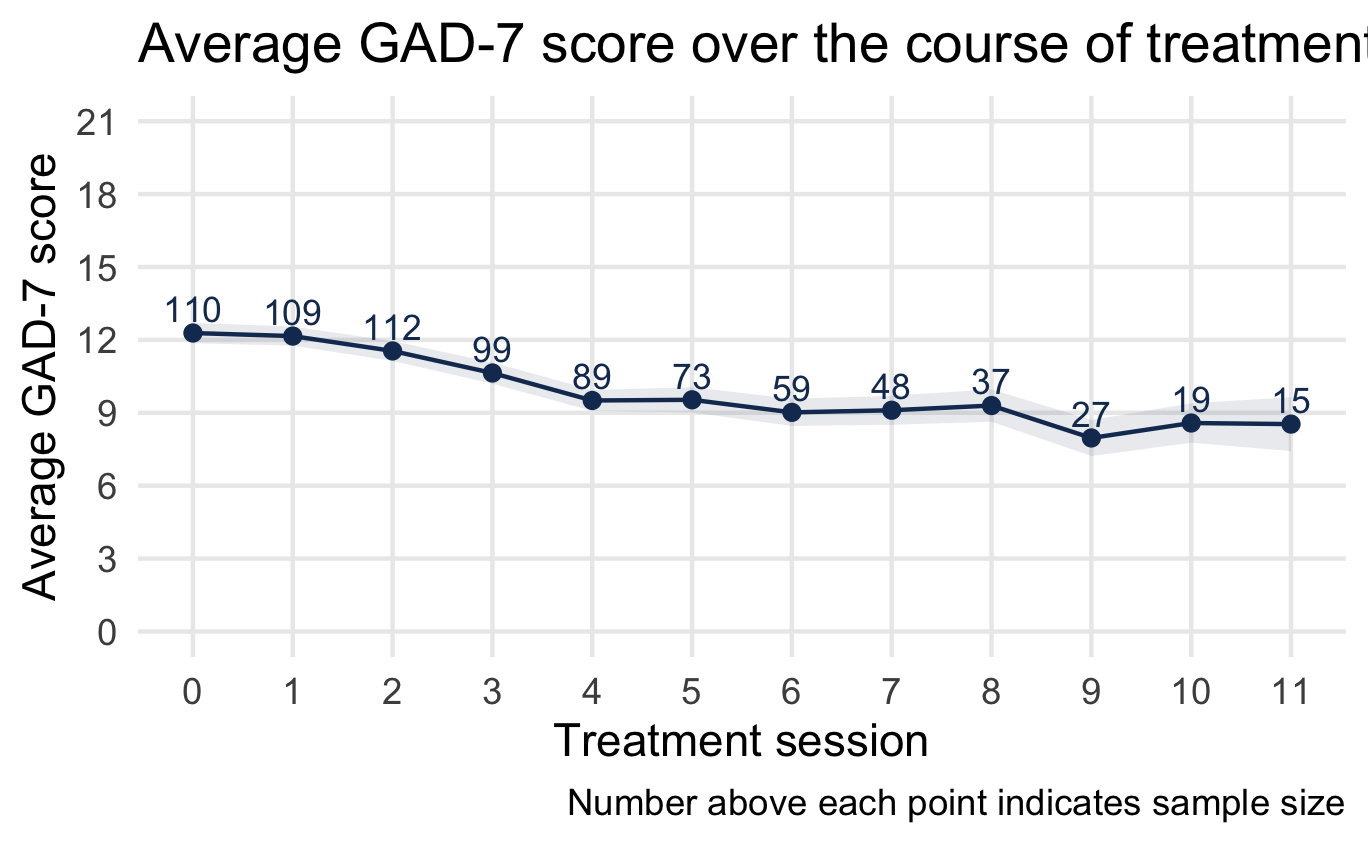 Average GAD-7 score over the course of treatment
Average GAD-7 score
21
18
15
12
9
6
3
0
110 109 112 99 89 73 59 48 37 27 19 15
0 1 2 3 4 5 6 7 8 9 10 11
Treatment session
Number above each point indicates sample size